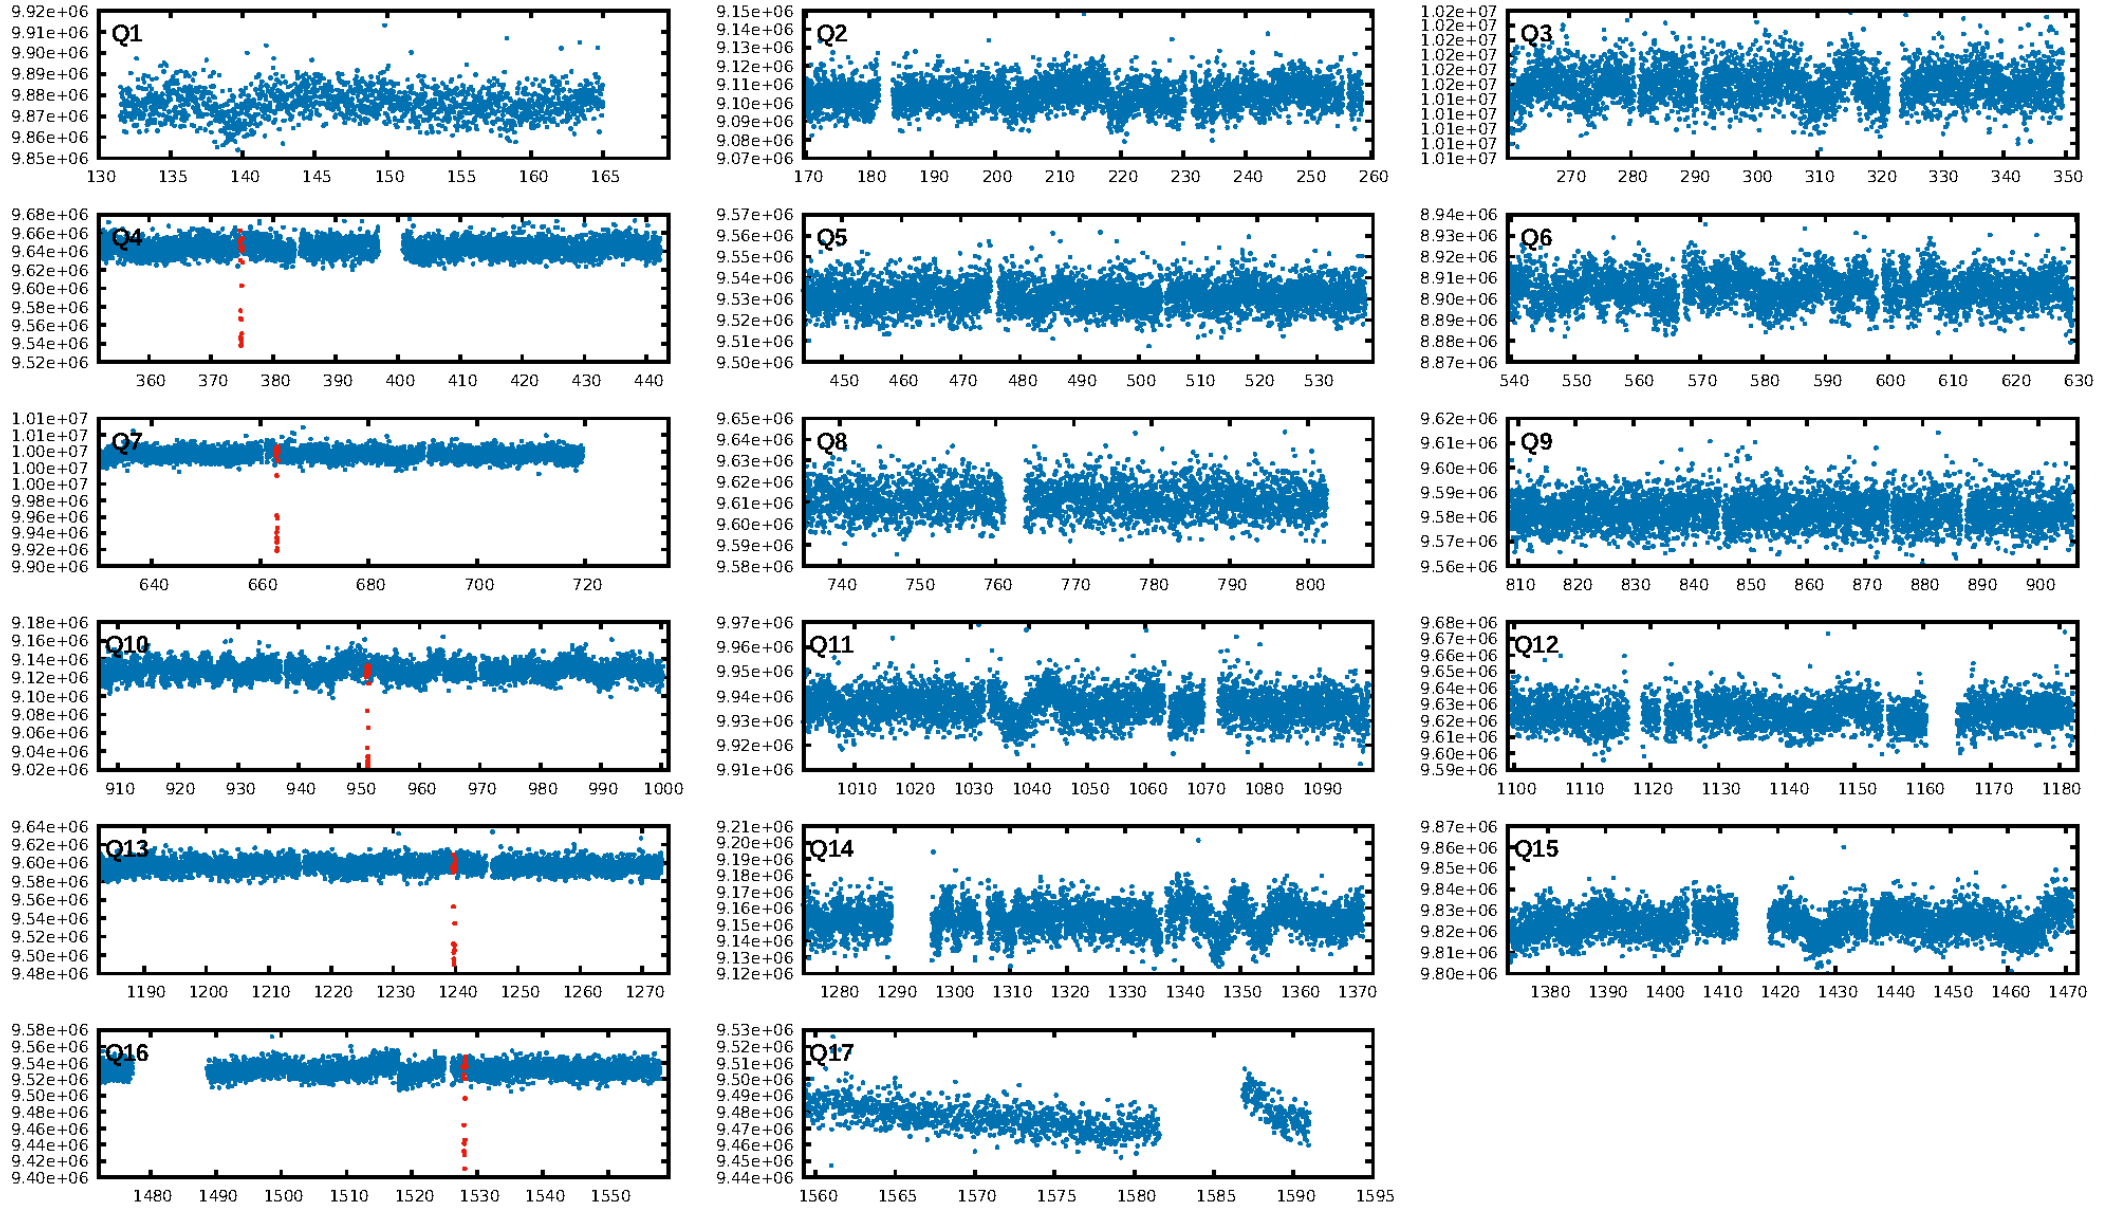 9.92e+06
9.91e+06
9.90e+06
9.89e+06
9.88e+06
9.87e+06
9.86e+06
9.85e+06
Q1
130 135 140 145 150 155 160 165
9.15e+06
9.14e+06
9.13e+06
9.12e+06
9.11e+06
9.10e+06
9.09e+06
9.08e+06
9.07e+06
Q2
170 180 190 200 210 220 230 240 250 260
1.02e+07
1.02e+07
1.02e+07
1.02e+07
1.02e+07
1.02e+07
1.01e+07
1.01e+07
1.01e+07
1.01e+07
1.01e+07
Q3
270 280 290 300 310 320 330 340 350
9.68e+06
9.66e+06
9.64e+06
9.62e+06
9.60e+06
9.58e+06
9.56e+06
9.54e+06
9.52e+06
Q4
360 370 380 390 400 410 420 430 440
9.57e+06
9.56e+06
9.55e+06
9.54e+06
9.53e+06
9.52e+06
9.51e+06
9.50e+06
Q5
450 460 470 480 490 500 510 520 530
8.94e+06
8.93e+06
8.92e+06
8.91e+06
8.90e+06
8.89e+06
8.88e+06
8.87e+06
Q6
540 550 560 570 580 590 600 610 620 630
1.01e+07
1.01e+07
1.00e+07
1.00e+07
1.00e+07
9.98e+06
9.96e+06
9.94e+06
9.92e+06
9.90e+06
Q7
640 660 680 700 720
9.65e+06
9.64e+06
9.63e+06
9.62e+06
9.61e+06
9.60e+06
9.59e+06
9.58e+06
Q8
740 750 760 770 780 790 800
9.62e+06
9.61e+06
9.60e+06
9.59e+06
9.58e+06
9.57e+06
9.56e+06
Q9
810 820 830 840 850 860 870 880 890 900
9.18e+06
9.16e+06
9.14e+06
9.12e+06
9.10e+06
9.08e+06
9.06e+06
9.04e+06
9.02e+06
Q10
910 920 930 940 950 960 970 980 990 1000
9.97e+06
9.96e+06
9.95e+06
9.94e+06
9.93e+06
9.92e+06
9.91e+06
Q11
1010 1020 1030 1040 1050 1060 1070 1080 1090
9.68e+06
9.67e+06
9.66e+06
9.65e+06
9.64e+06
9.63e+06
9.62e+06
9.61e+06
9.60e+06
9.59e+06
Q12
1100 1110 1120 1130 1140 1150 1160 1170 1180
9.64e+06
9.62e+06
9.60e+06
9.58e+06
9.56e+06
9.54e+06
9.52e+06
9.50e+06
9.48e+06
Q13
1190 1200 1210 1220 1230 1240 1250 1260 1270
9.21e+06
9.20e+06
9.19e+06
9.18e+06
9.17e+06
9.16e+06
9.15e+06
9.14e+06
9.13e+06
9.12e+06
Q14
1280 1290 1300 1310 1320 1330 1340 1350 1360 1370
9.87e+06
9.86e+06
9.85e+06
9.84e+06
9.83e+06
9.82e+06
9.81e+06
9.80e+06
Q15
1380 1390 1400 1410 1420 1430 1440 1450 1460 1470
9.58e+06
9.56e+06
9.54e+06
9.52e+06
9.50e+06
9.48e+06
9.46e+06
9.44e+06
9.42e+06
9.40e+06
Q16
1480 1490 1500 1510 1520 1530 1540 1550
9.53e+06
9.52e+06
9.51e+06
9.50e+06
9.49e+06
9.48e+06
9.47e+06
9.46e+06
9.45e+06
9.44e+06
Q17
1560 1565 1570 1575 1580 1585 1590 1595